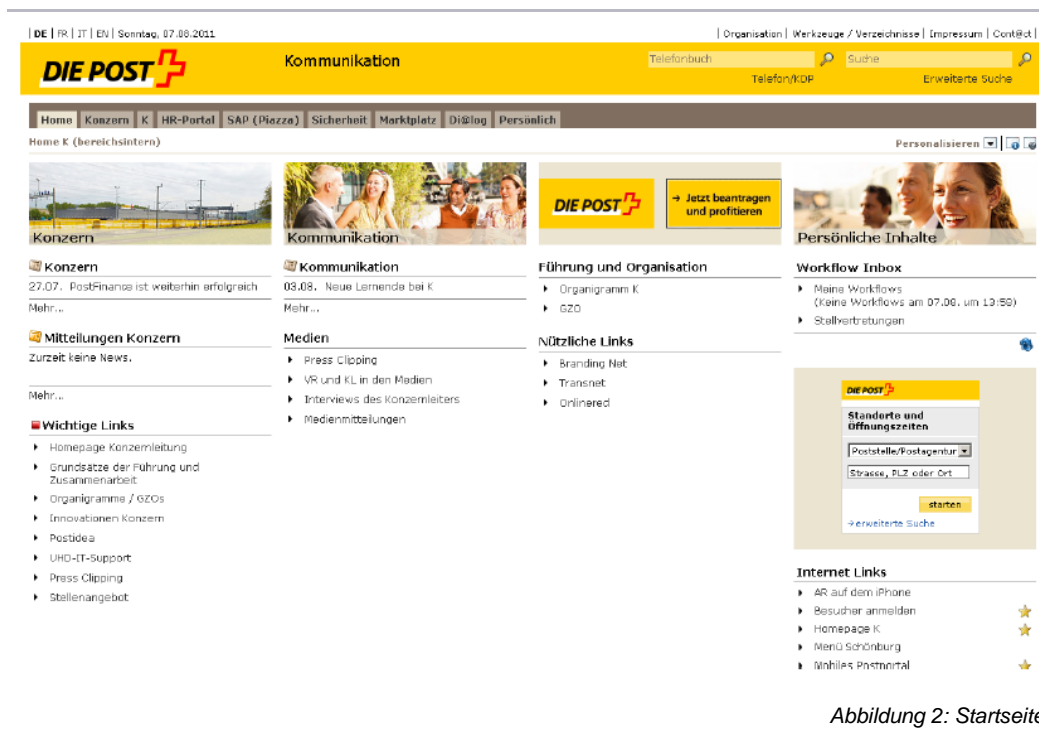 DE | FR | IT | EN | Sonntag, 07.08.2011
| Organisation | Werkzeuge / Verzeichnisse | Impressum | Cont@ct |
DIE POST
Kommunikation
Telefonbuch
Suche
Telefon/KDP
Erweiterte Suche
Home Konzern K HR-Portal SAP (Piazza) Sicherheit Marktplatz Di@log Persönlich
Home K (bereichsintern)
Personalisieren
Konzern
Kommunikation
DIE POST
→ Jetzt beantragen
und profitieren
Persönliche Inhalte
Konzern
27.07. PostFinance ist weiterhin erfolgreich
Mehr...
Mitteilungen Konzern
Zurzeit keine News.
Mehr...
Wichtige Links
Homepage Konzernleitung
Grundsätze der Führung und
Zusammenarbeit
Organigramme / GZOs
Innovationen Konzern
Postidea
UHD-IT-Support
Press Clipping
Stellenangebot
Kommunikation
03.08. Neue Lernende bei K
Mehr...
Medien
Press Clipping
VR und KL in den Medien
Interviews des Konzernleiters
Medienmitteilungen
Führung und Organisation
Organigramm K
GZO
Nützliche Links
Branding Net
Transnet
Onlinered
Workflow Inbox
Meine Workflows
(Keine Workflows am 07.08. um 13:59)
Stellvertretungen
DIE POST
Standorte und
Öffnungszeiten
Poststelle/Postagentur
Strasse, PLZ oder Ort
starten
→erweiterte Suche
Internet Links
AR auf dem iPhone
Besucher anmelden
Homepage K
Menü Schönburg
Mobiles Postportal
Abbildung 2: Startseite